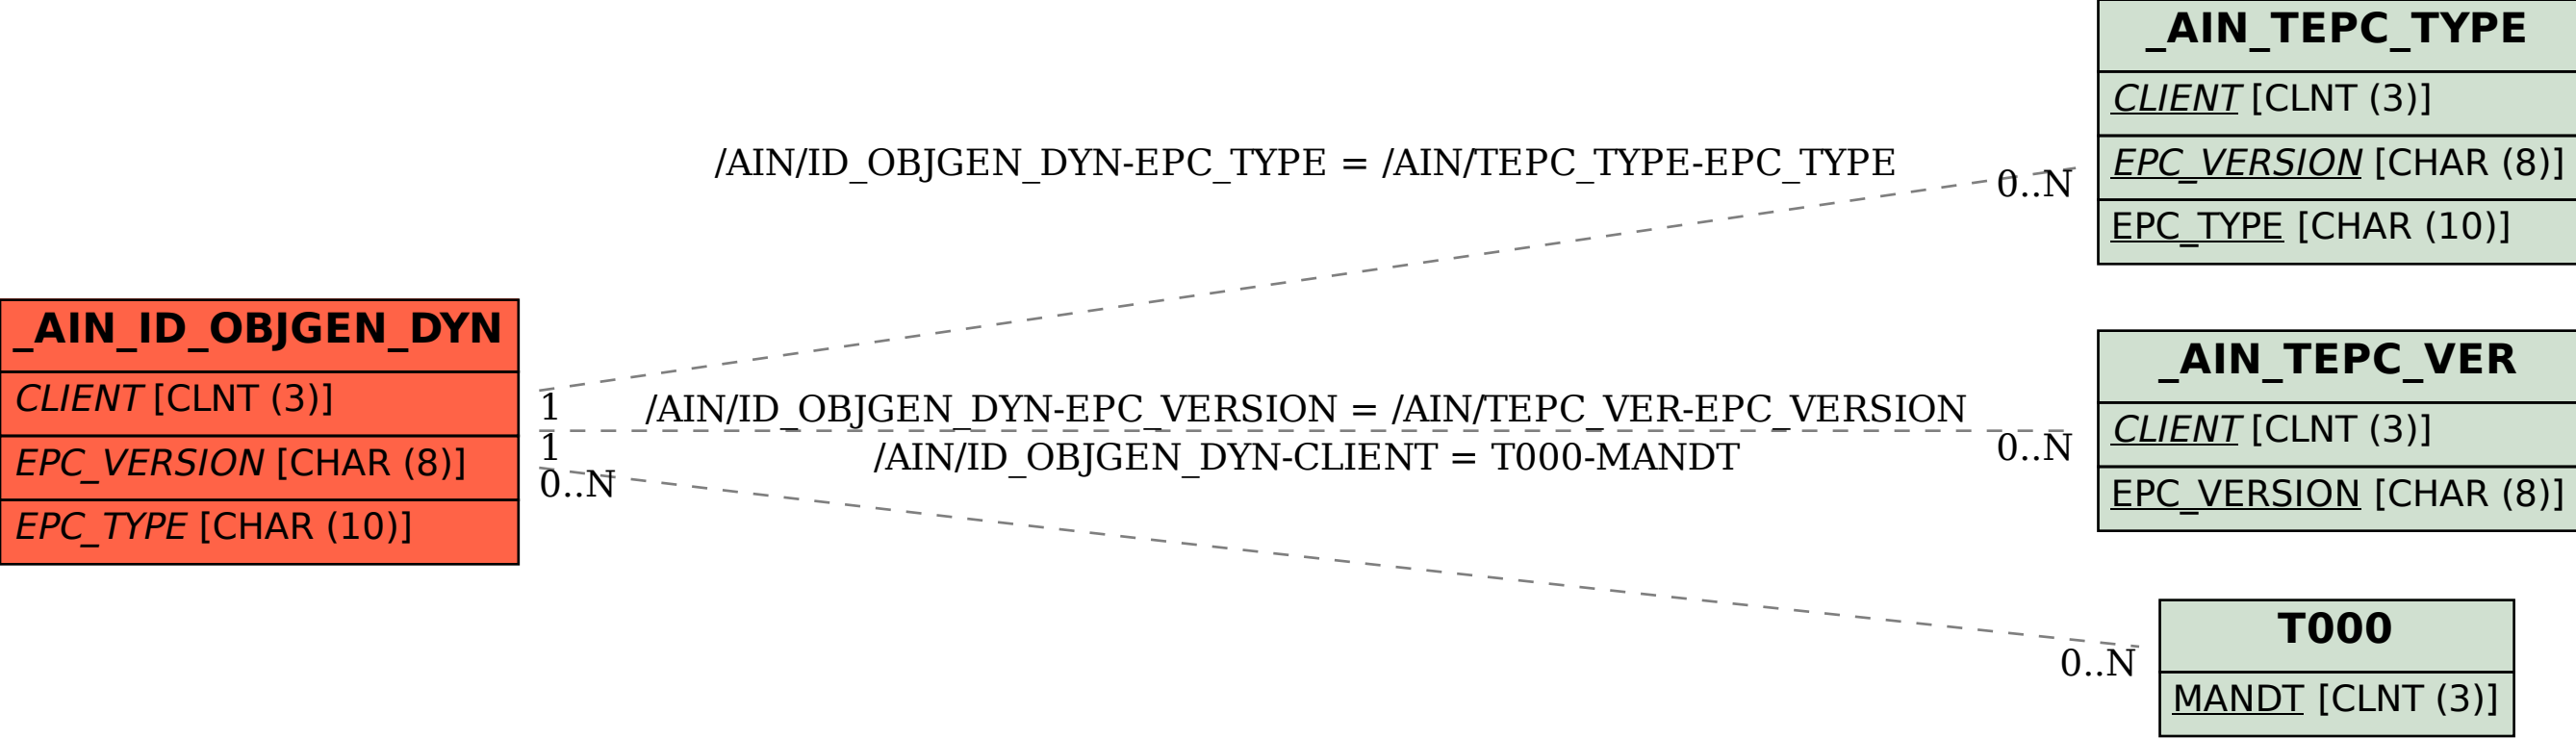 _AIN_TEPC_TYPE
CLIENT [CLNT (3)]
EPC_VERSION [CHAR (8)]
EPC_TYPE [CHAR (10)]
/AIN/ID_OBJGEN_DYN-EPC_TYPE = /AIN/TEPC_TYPE-EPC_TYPE
0..N
_AIN_ID_OBJGEN_DYN
CLIENT [CLNT (3)]
EPC_VERSION [CHAR (8)]
EPC_TYPE [CHAR (10)]
1
/AIN/ID_OBJGEN_DYN-EPC_VERSION = /AIN/TEPC_VER-EPC_VERSION
1
0..N
/AIN/ID_OBJGEN_DYN-CLIENT = T000-MANDT
0..N
_AIN_TEPC_VER
CLIENT [CLNT (3)]
EPC_VERSION [CHAR (8)]
0..N
T000
MANDT [CLNT (3)]